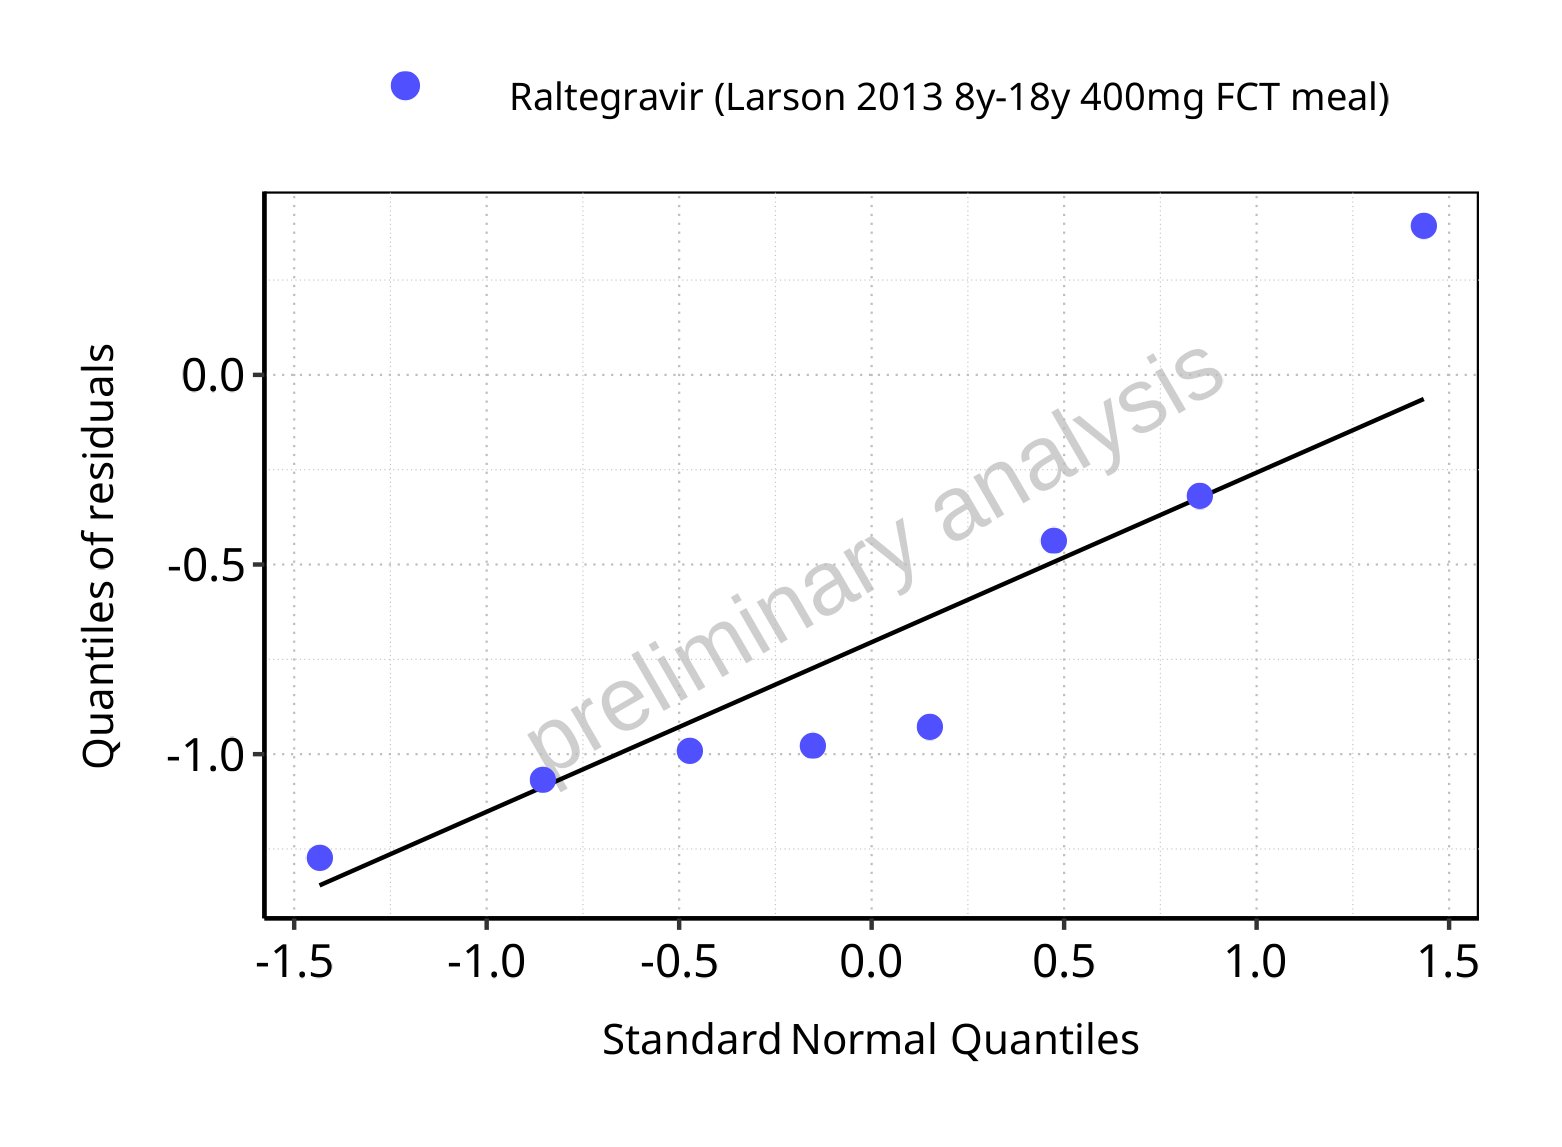 Raltegravir (Larson 2013 8y-18y 400mg FCT meal)
Quantiles of residuals
0.0
-0.5
-1.0
preliminary analysis
-1.5 -1.0 -0.5 0.0 0.5 1.0 1.5
Standard Normal Quantiles